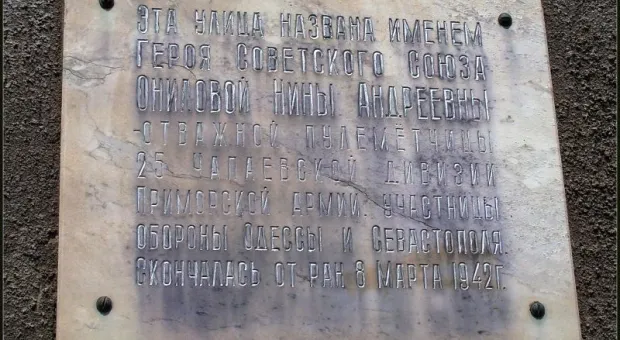 Эта улица названа именем
Героя Советского Союза
Ониловой Нины Андреевны
-отважной пулемётчицы
25 Чапаевской дивизии
Приморской армии, участницы
обороны Одессы и Севастополя.
Скончалась от ран 8 марта 1942г.